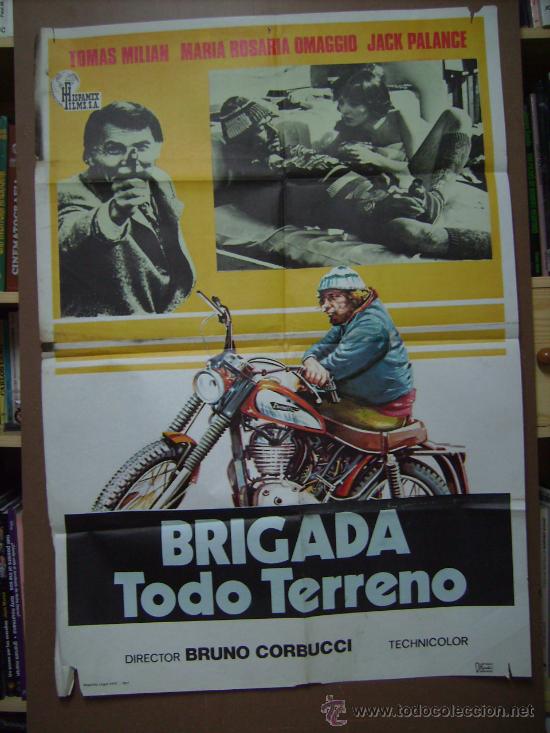 TOMAS MILIAN MARIA ROSARIA OMAGGIO JACK PALANCE
HISPAMEX
FILMS, S.A.
BRIGADA
Todo Terreno
DIRECTOR BRUNO CORBUCCI
TECHNICOLOR
CINEMATOGRAFIA
www.todocoleccion.net